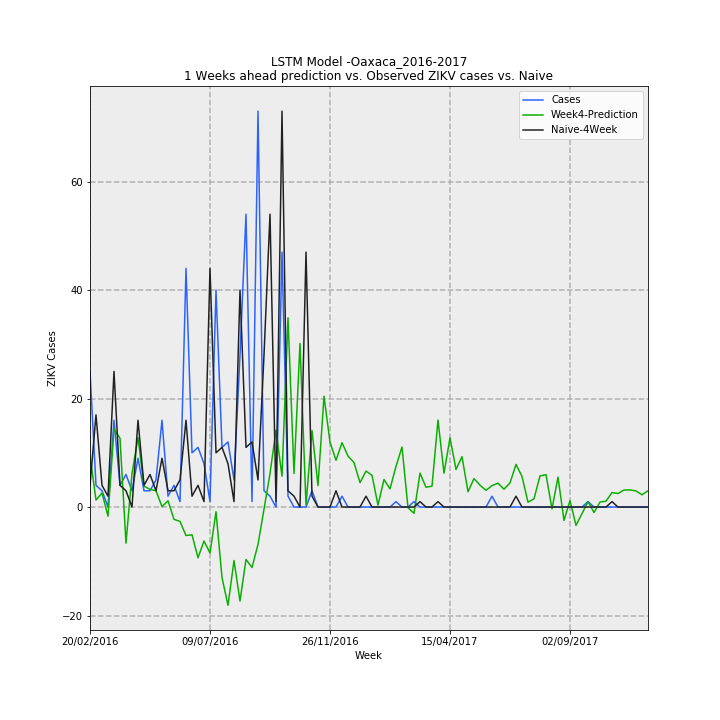 LSTM Model -Oaxaca_2016-2017
1 Weeks ahead prediction vs. Observed ZIKV cases vs. Naive
Cases
Week4-Prediction
Naive-4Week
ZIKV Cases
60
40
20
0
−20
20/02/2016 09/07/2016 26/11/2016 15/04/2017 02/09/2017
Week